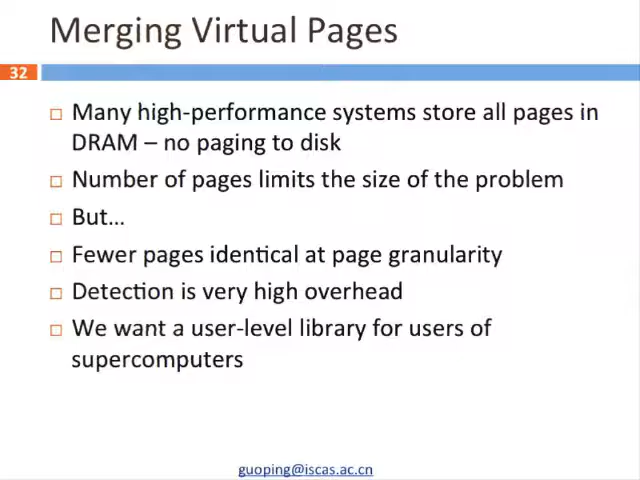 Merging Virtual Pages
32
Many high-performance systems store all pages in
DRAM – no paging to disk
Number of pages limits the size of the problem
But…
Fewer pages identical at page granularity
Detection is very high overhead
We want a user-level library for users of
supercomputers
guoping@iscas.ac.cn